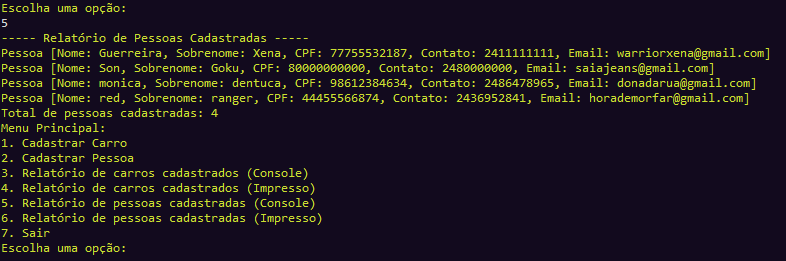 Escolha uma opção:
5
----- Relatório de Pessoas Cadastradas -----
Pessoa [Nome: Guerreira, Sobrenome: Xena, CPF: 77755532187, Contato: 2411111111, Email: warriorxena@gmail.com]
Pessoa [Nome: Son, Sobrenome: Goku, CPF: 80000000000, Contato: 2480000000, Email: saiajeans@gmail.com]
Pessoa [Nome: monica, Sobrenome: dentuca, CPF: 98612384634, Contato: 2486478965, Email: donadarua@gmail.com]
Pessoa [Nome: red, Sobrenome: ranger, CPF: 44455566874, Contato: 2436952841, Email: horademorfar@gmail.com]
Total de pessoas cadastradas: 4
Menu Principal:
1. Cadastrar Carro
2. Cadastrar Pessoa
3. Relatório de carros cadastrados (Console)
4. Relatório de carros cadastrados (Impresso)
5. Relatório de pessoas cadastradas (Console)
6. Relatório de pessoas cadastradas (Impresso)
7. Sair
Escolha uma opção: